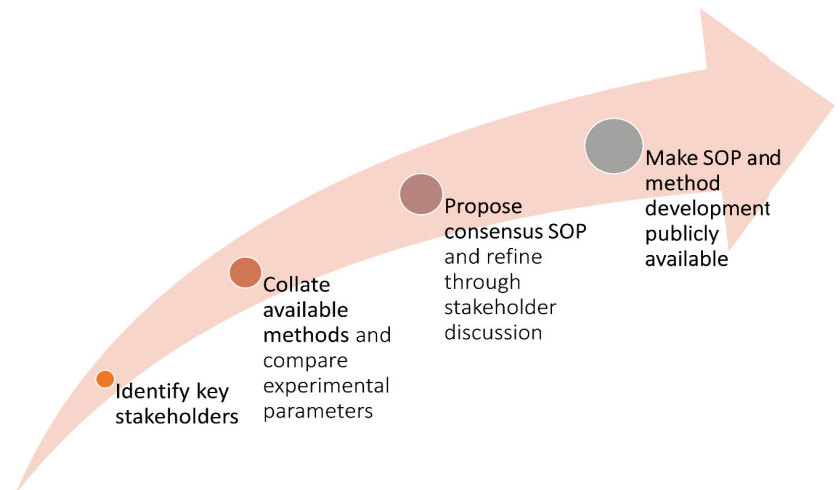 Identify key
stakeholders
Collate
available
methods and
compare
experimental
parameters
Propose
consensus SOP
and refine
through
stakeholder
discussion
Make SOP and
method
development
publicly
available